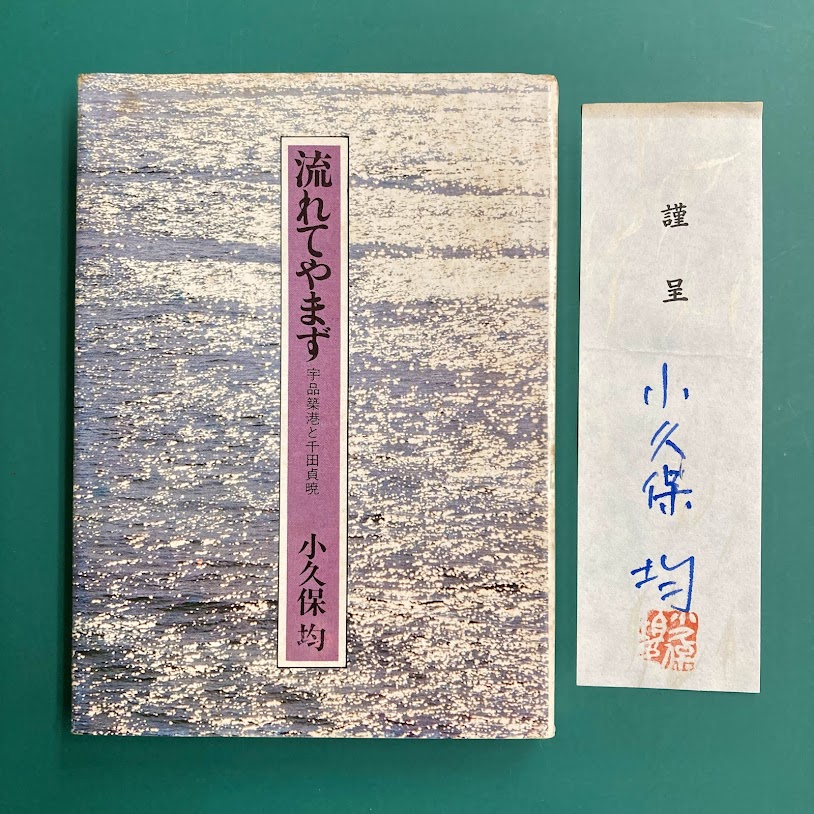 流れてやまず
宇品築港と千田貞暁
小久保 均
謹呈
小久保 均